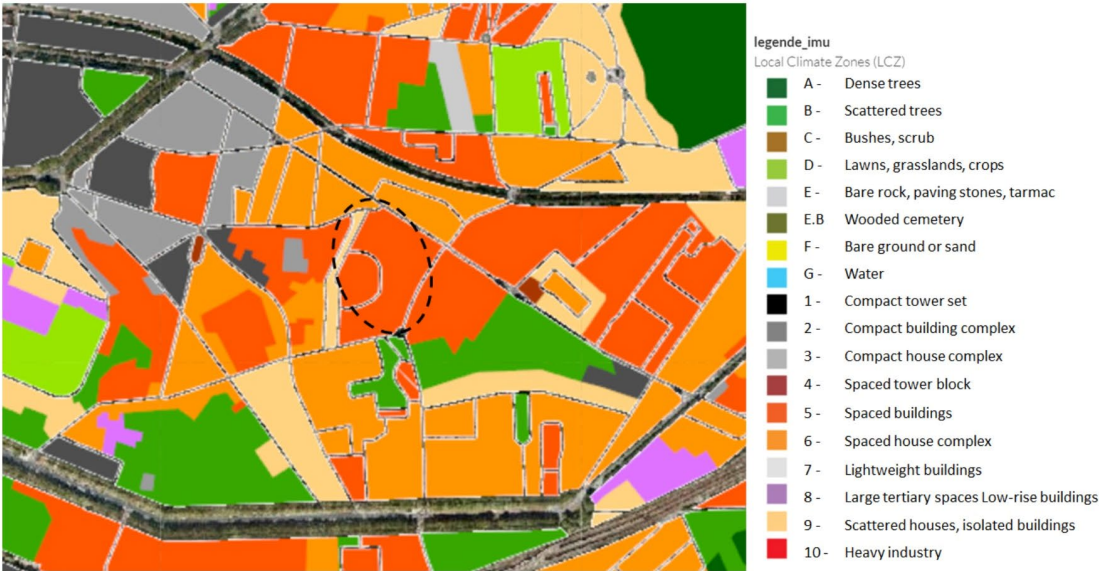 legende_imu
Local Climate Zones (LCZ)
A - Dense trees
B - Scattered trees
C - Bushes, scrub
D - Lawns, grasslands, crops
E - Bare rock, paving stones, tarmac
E.B Wooded cemetery
F - Bare ground or sand
G - Water
1 - Compact tower set
2 - Compact building complex
3 - Compact house complex
4 - Spaced tower block
5 - Spaced buildings
6 - Spaced house complex
7 - Lightweight buildings
8 - Large tertiary spaces Low-rise buildings
9 - Scattered houses, isolated buildings
10 - Heavy industry